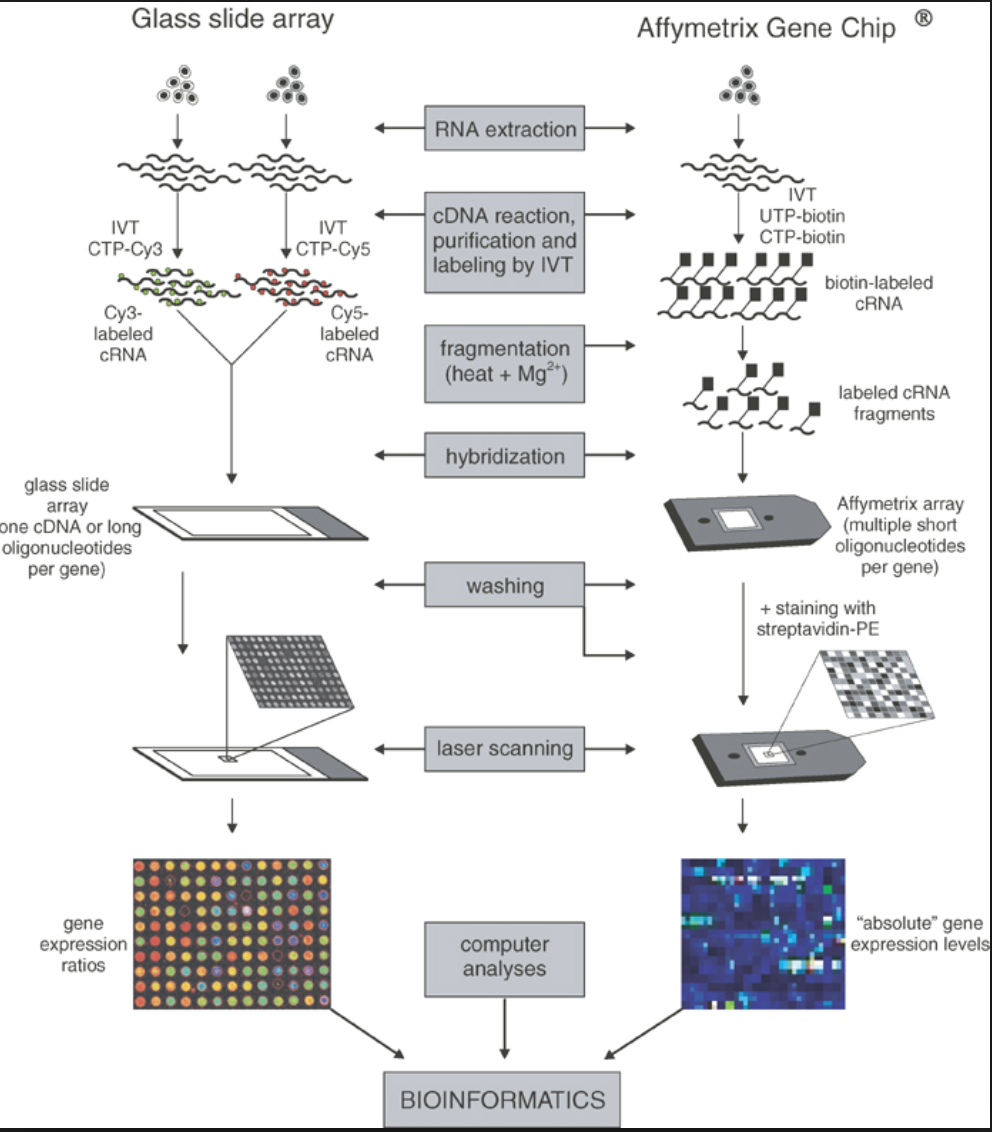 Glass slide array
Affymetrix Gene Chip ®
RNA extraction
IVT
CTP-Cy3
IVT
CTP-Cy5
cDNA reaction,
purification and
labeling by IVT
IVT
UTP-biotin
CTP-biotin
biotin-labeled
cRNA
Cy3-
labeled
cRNA
Cy5-
labeled
cRNA
fragmentation
(heat + Mg2+)
labeled cRNA
fragments
hybridization
glass slide
array
one cDNA or long
oligonucleotides
per gene)
Affymetrix array
(multiple short
oligonucleotides
per gene)
washing
+ staining with
streptavidin-PE
laser scanning
gene
expression
ratios
computer
analyses
"absolute" gene
expression levels
BIOINFORMATICS